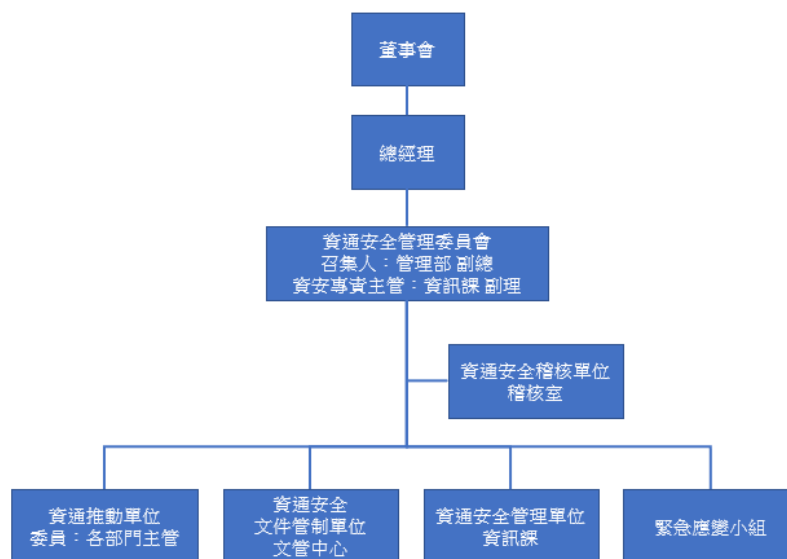 董事會
總經理
資通安全管理委員會
召集人：管理部 副總
資安專責主管：資訊課 副理
資通安全稽核單位
稽核室
資通推動單位
委員：各部門主管
資通安全
文件管制單位
文管中心
資通安全管理單位
資訊課
緊急應變小組